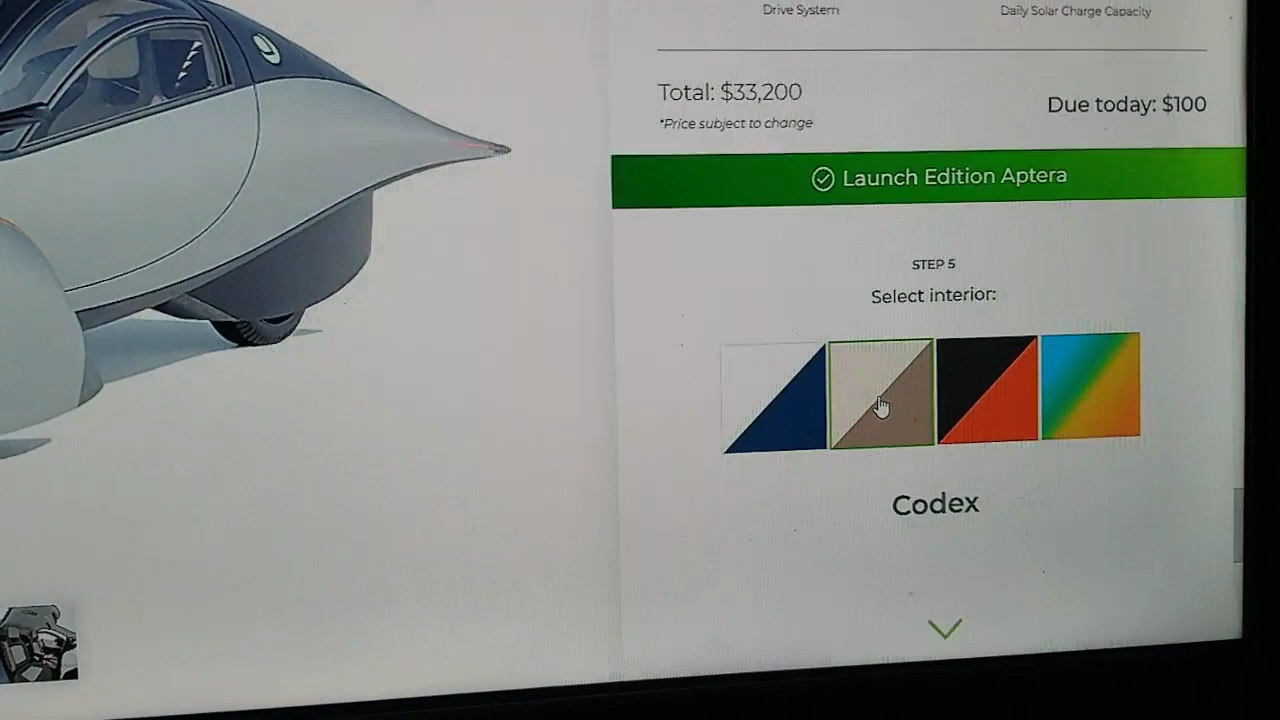 Drive System
Daily Solar Charge Capacity
Total: $33,200
Due today: $100
*Price subject to change
Launch Edition Aptera
STEP 5
Select interior:
Codex